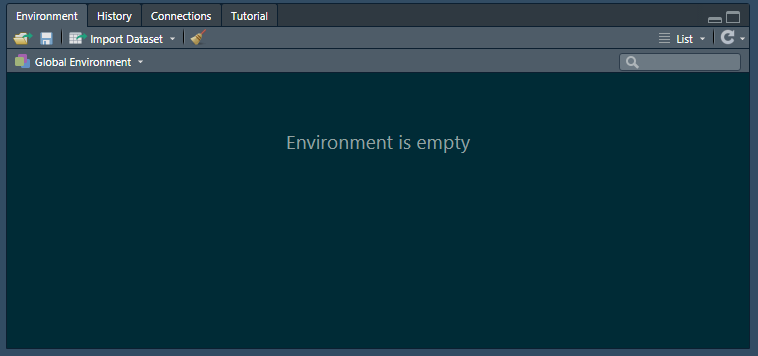 Environment History Connections Tutorial
Import Dataset List
Global Environment
Environment is empty